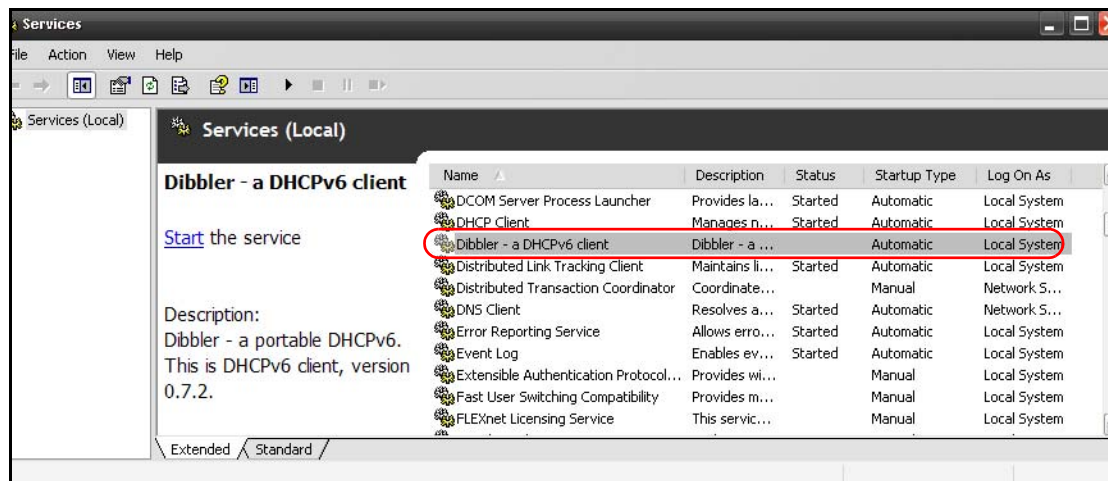 Services
File Action View Help
Services (Local)
Services (Local)
Dibbler - a DHCPv6 client
Start the service
Description:
Dibbler - a portable DHCPv6.
This is DHCPv6 client, version
0.7.2.
Name Description Status Startup Type Log On As
DCOM Server Process Launcher Provides la... Started Automatic Local System
DHCP Client Manages n... Started Automatic Local System
Dibbler - a DHCPv6 client Dibbler - a ... Automatic Local System
Distributed Link Tracking Client Maintains li... Started Automatic Local System
Distributed Transaction Coordinator Coordinate... Manual Network S...
DNS Client Resolves a... Started Automatic Network S...
Error Reporting Service Allows erro... Started Automatic Local System
Event Log Enables ev... Started Automatic Local System
Extensible Authentication Protocol... Provides wi... Manual Local System
Fast User Switching Compatibility Provides m... Manual Local System
FLEXnet Licensing Service This servic... Manual Local System
Extended Standard